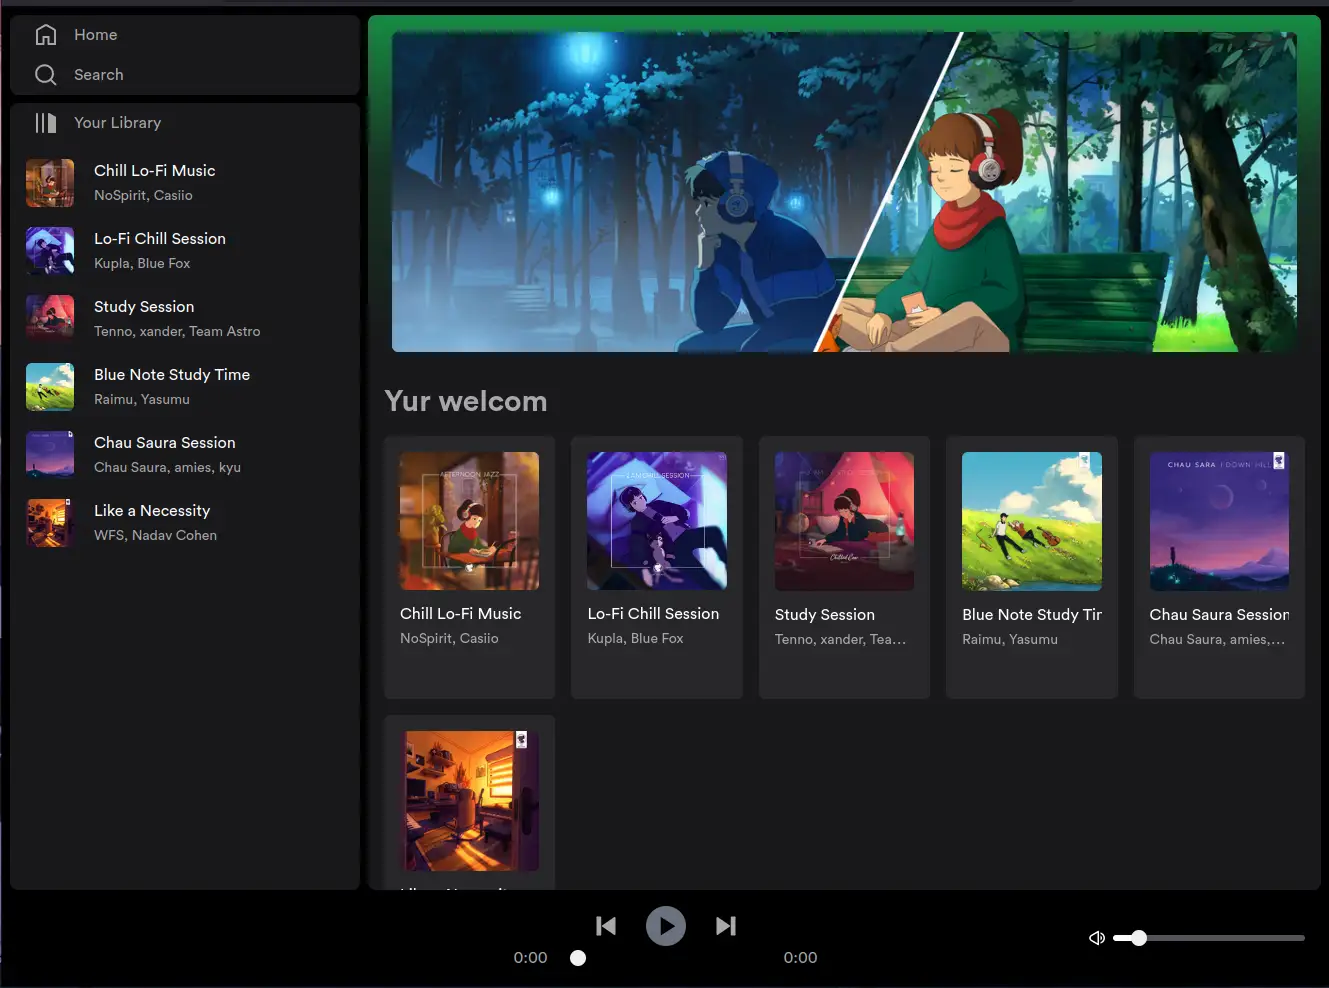 Home
Search
Your Library
Chill Lo-Fi Music
NoSpirit, Casiio
Lo-Fi Chill Session
Kupla, Blue Fox
Study Session
Tenno, xander, Team Astro
Blue Note Study Time
Raimu, Yasumu
Chau Saura Session
Chau Saura, amies, kyu
Like a Necessity
WFS, Nadav Cohen
Yur welcom
AFTERNOON JAZZ
Chill Lo-Fi Music
NoSpirit, Casiio
Lo-Fi Chill Session
Kupla, Blue Fox
Study Session
Tenno, xander, Tea...
Blue Note Study Tir
Raimu, Yasumu
CHAU SARA
Chau Saura Session
Chau Saura, amies,...
0:00
0:00